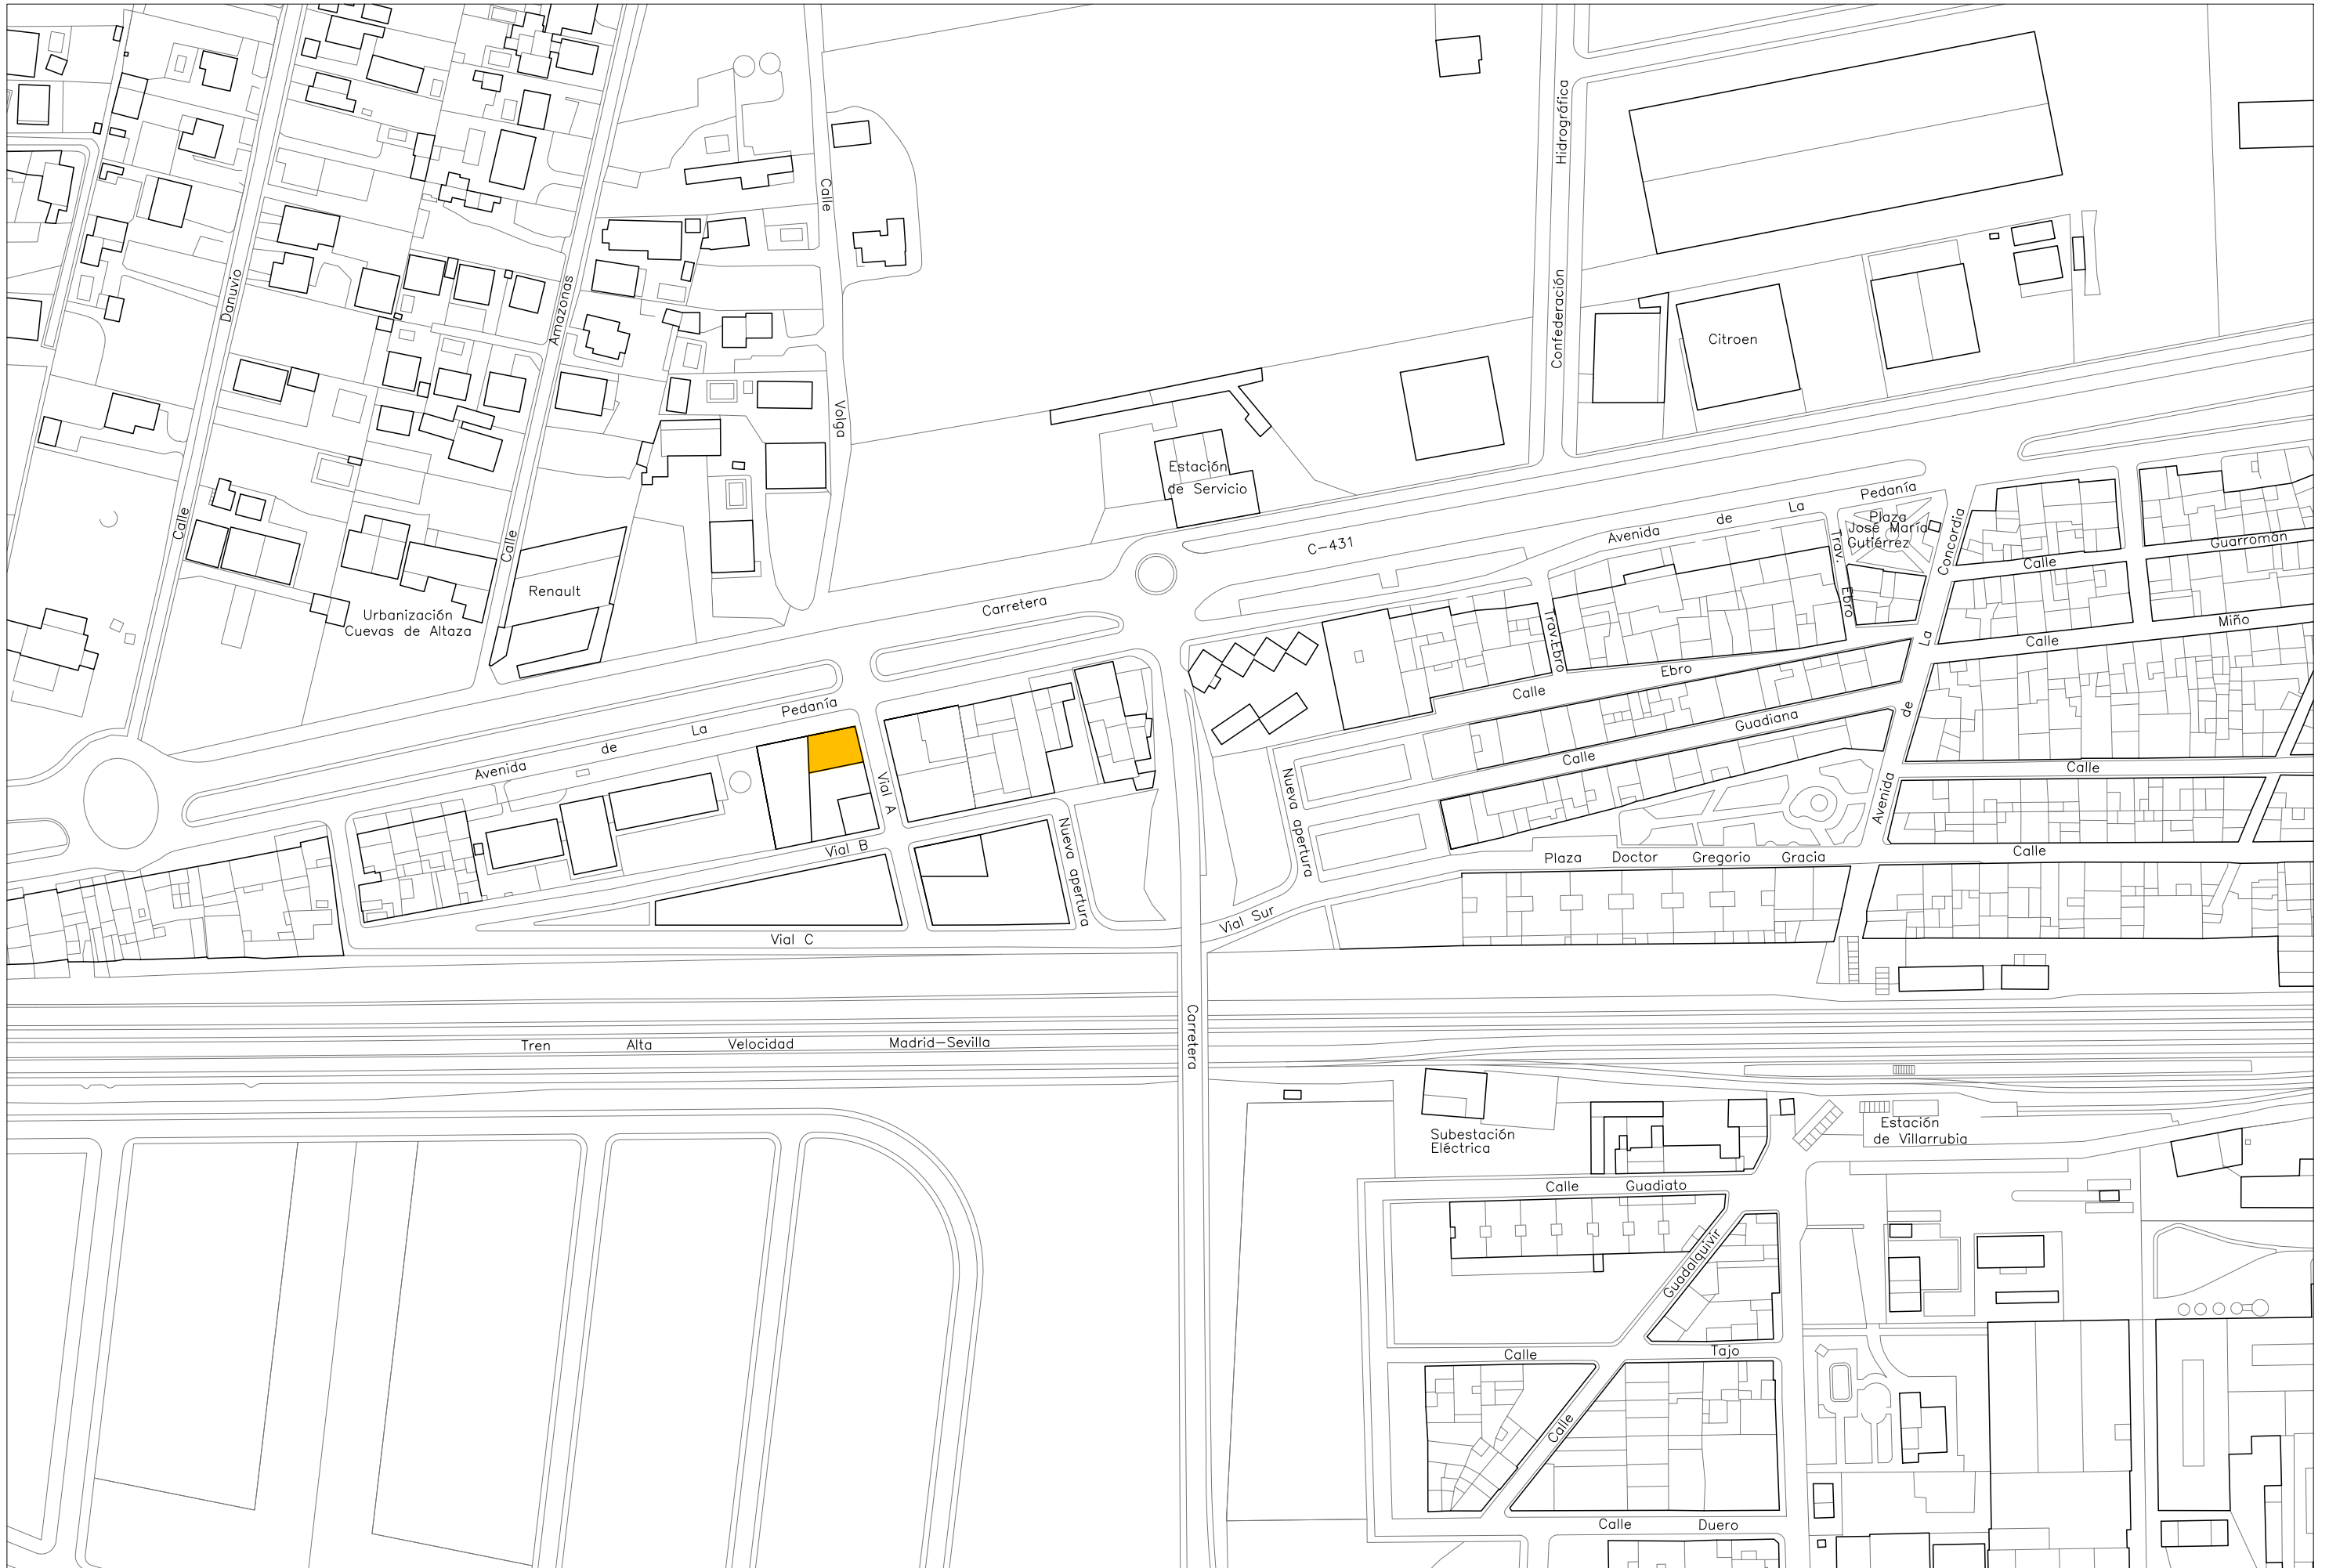 Hidrográfica
Confederación
Calle
Volga
Danuvio
Calle
Amazonas
Calle
Citroen
Estación
de Servicio
Renault
Urbanización
Cuevas de Altaza
Carretera
C-431
Avenida de La Pedanía
Plaza
José María
Gutiérrez
Trav. Ebro
Trav.Ebro
Concordia
La
de
Avenida
Calle
Guarromán
Calle
Miño
Calle Ebro
Calle Guadiana
Calle
Calle
Avenida de La Pedanía
Vial A
Vial B
Vial C
Nueva apertura
Nueva apertura
Vial Sur
Plaza Doctor Gregorio Gracia
Carretera
Tren Alta Velocidad Madrid-Sevilla
Subestación
Eléctrica
Estación
de Villarrubia
Calle Guadiato
Guadalquivir
Calle
Calle Tajo
Calle Duero